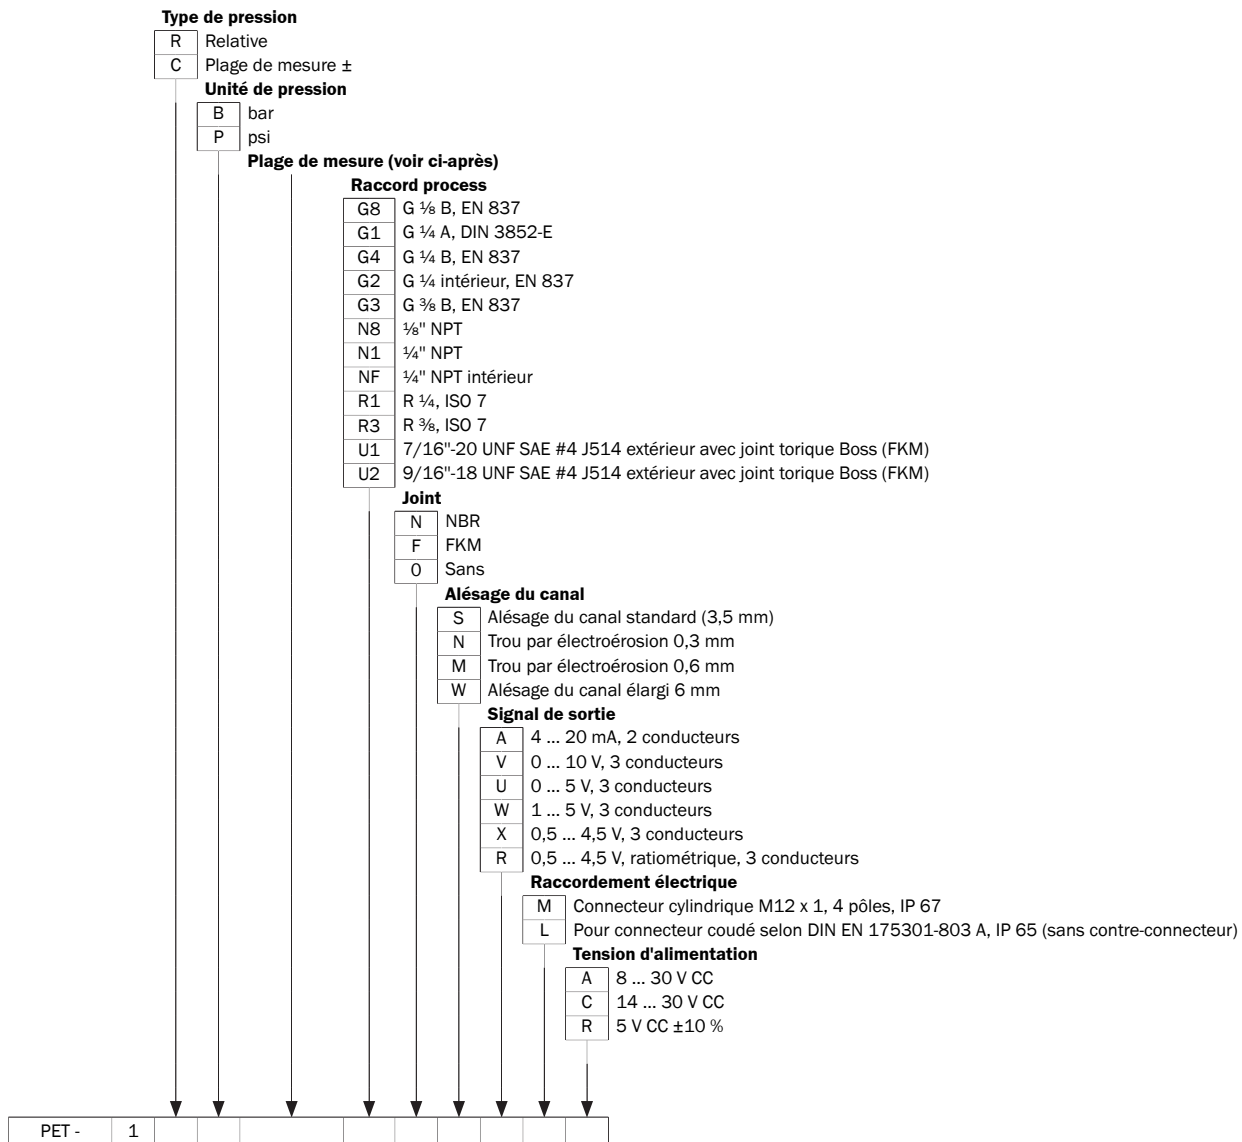 Type de pression
R Relative
C Plage de mesure ±
Unité de pression
B bar
P psi
Plage de mesure (voir ci-après)
Raccord process
G8 G ⅛ B, EN 837
G1 G ¼ A, DIN 3852-E
G4 G ¼ B, EN 837
G2 G ¼ intérieur, EN 837
G3 G ⅜ B, EN 837
N8 ⅛" NPT
N1 ¼" NPT
NF ¼" NPT intérieur
R1 R ¼, ISO 7
R3 R ⅜, ISO 7
U1 7/16"-20 UNF SAE #4 J514 extérieur avec joint torique Boss (FKM)
U2 9/16"-18 UNF SAE #4 J514 extérieur avec joint torique Boss (FKM)
Joint
N NBR
F FKM
0 Sans
Alésage du canal
S Alésage du canal standard (3,5 mm)
N Trou par électroérosion 0,3 mm
M Trou par électroérosion 0,6 mm
W Alésage du canal élargi 6 mm
Signal de sortie
A 4 ... 20 mA, 2 conducteurs
V 0 ... 10 V, 3 conducteurs
U 0 ... 5 V, 3 conducteurs
W 1 ... 5 V, 3 conducteurs
X 0,5 ... 4,5 V, 3 conducteurs
R 0,5 ... 4,5 V, ratiométrique, 3 conducteurs
Raccordement électrique
M Connecteur cylindrique M12 x 1, 4 pôles, IP 67
L Pour connecteur coudé selon DIN EN 175301-803 A, IP 65 (sans contre-connecteur)
Tension d'alimentation
A 8 ... 30 V CC
C 14 ... 30 V CC
R 5 V CC ±10 %
PET - 1